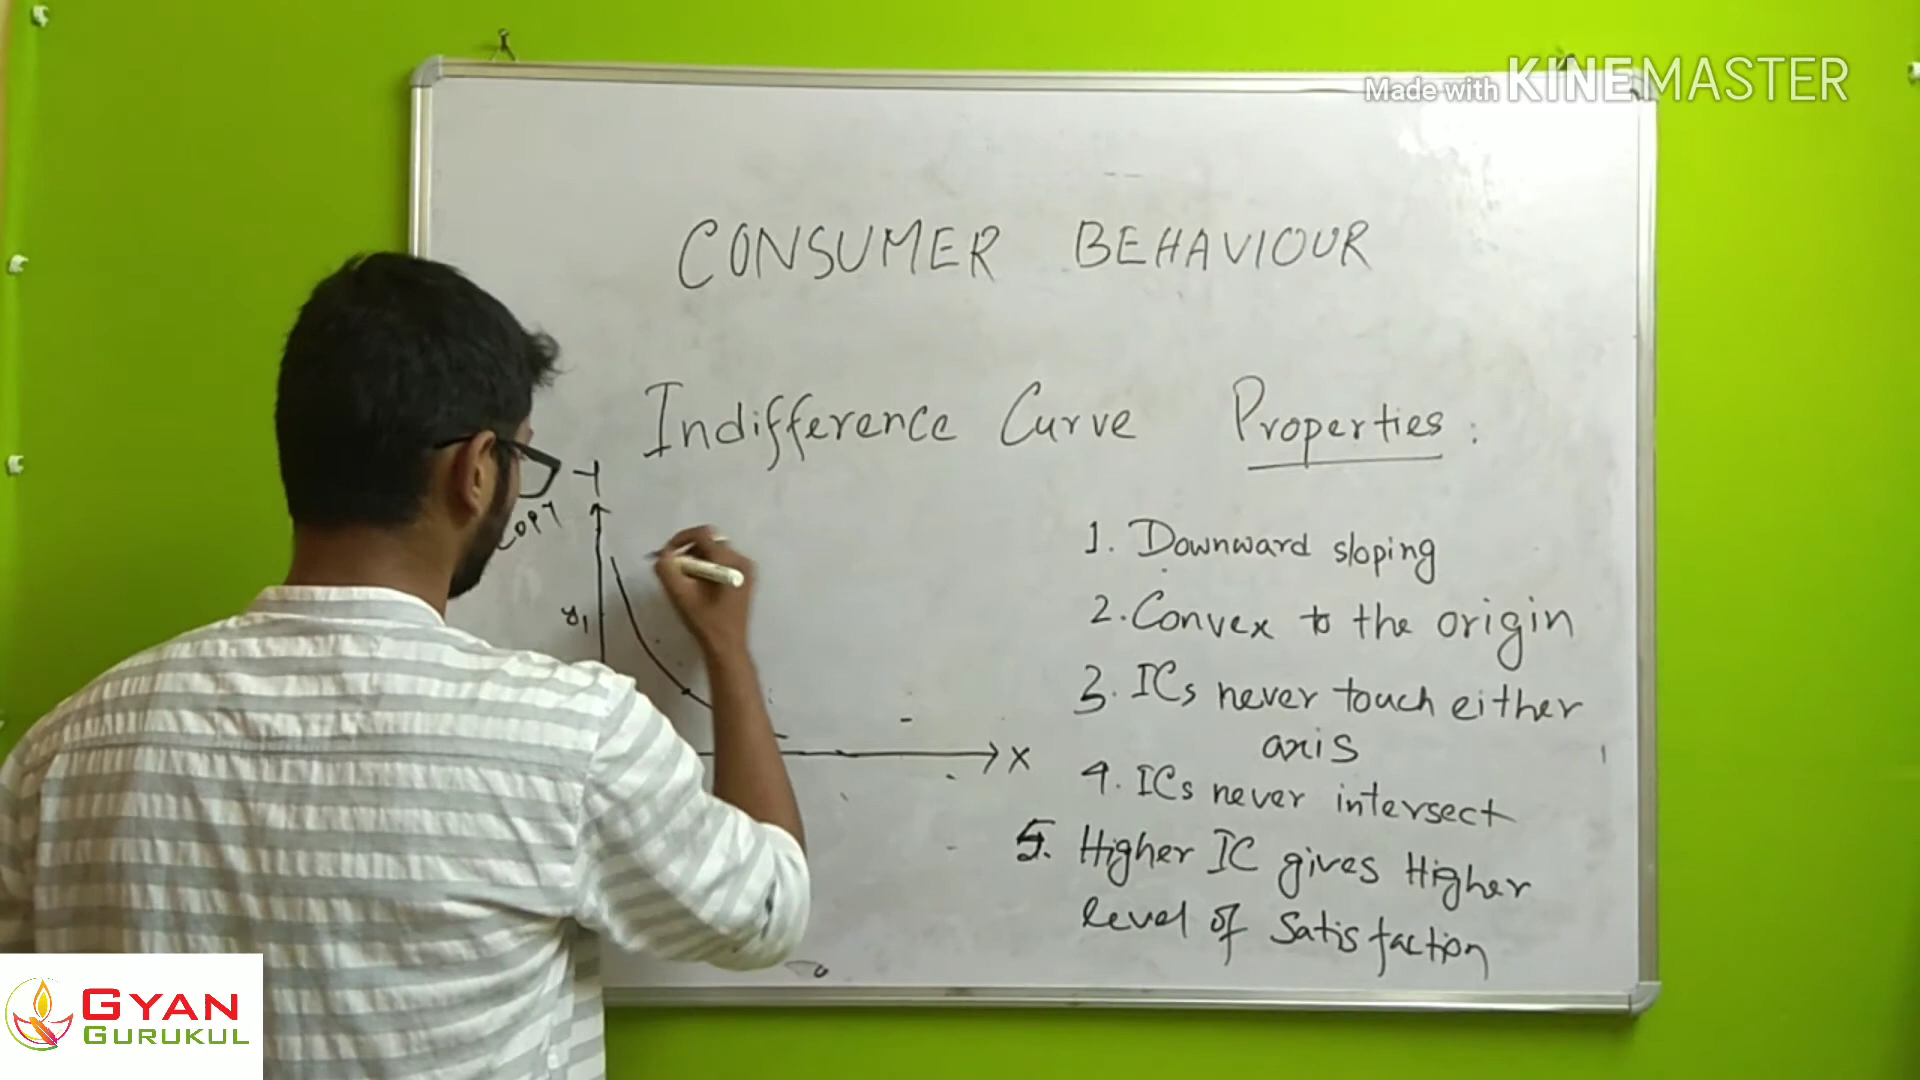 Made with KINEMASTER
CONSUMER BEHAVIOUR
Indifference Curve Properties:
Y
1. Downward sloping
2. Convex to the origin
3. ICs never touch either
axis
X
4. ICs never intersect
5. Higher IC gives Higher
level of Satisfaction
GYAN
GURUKUL